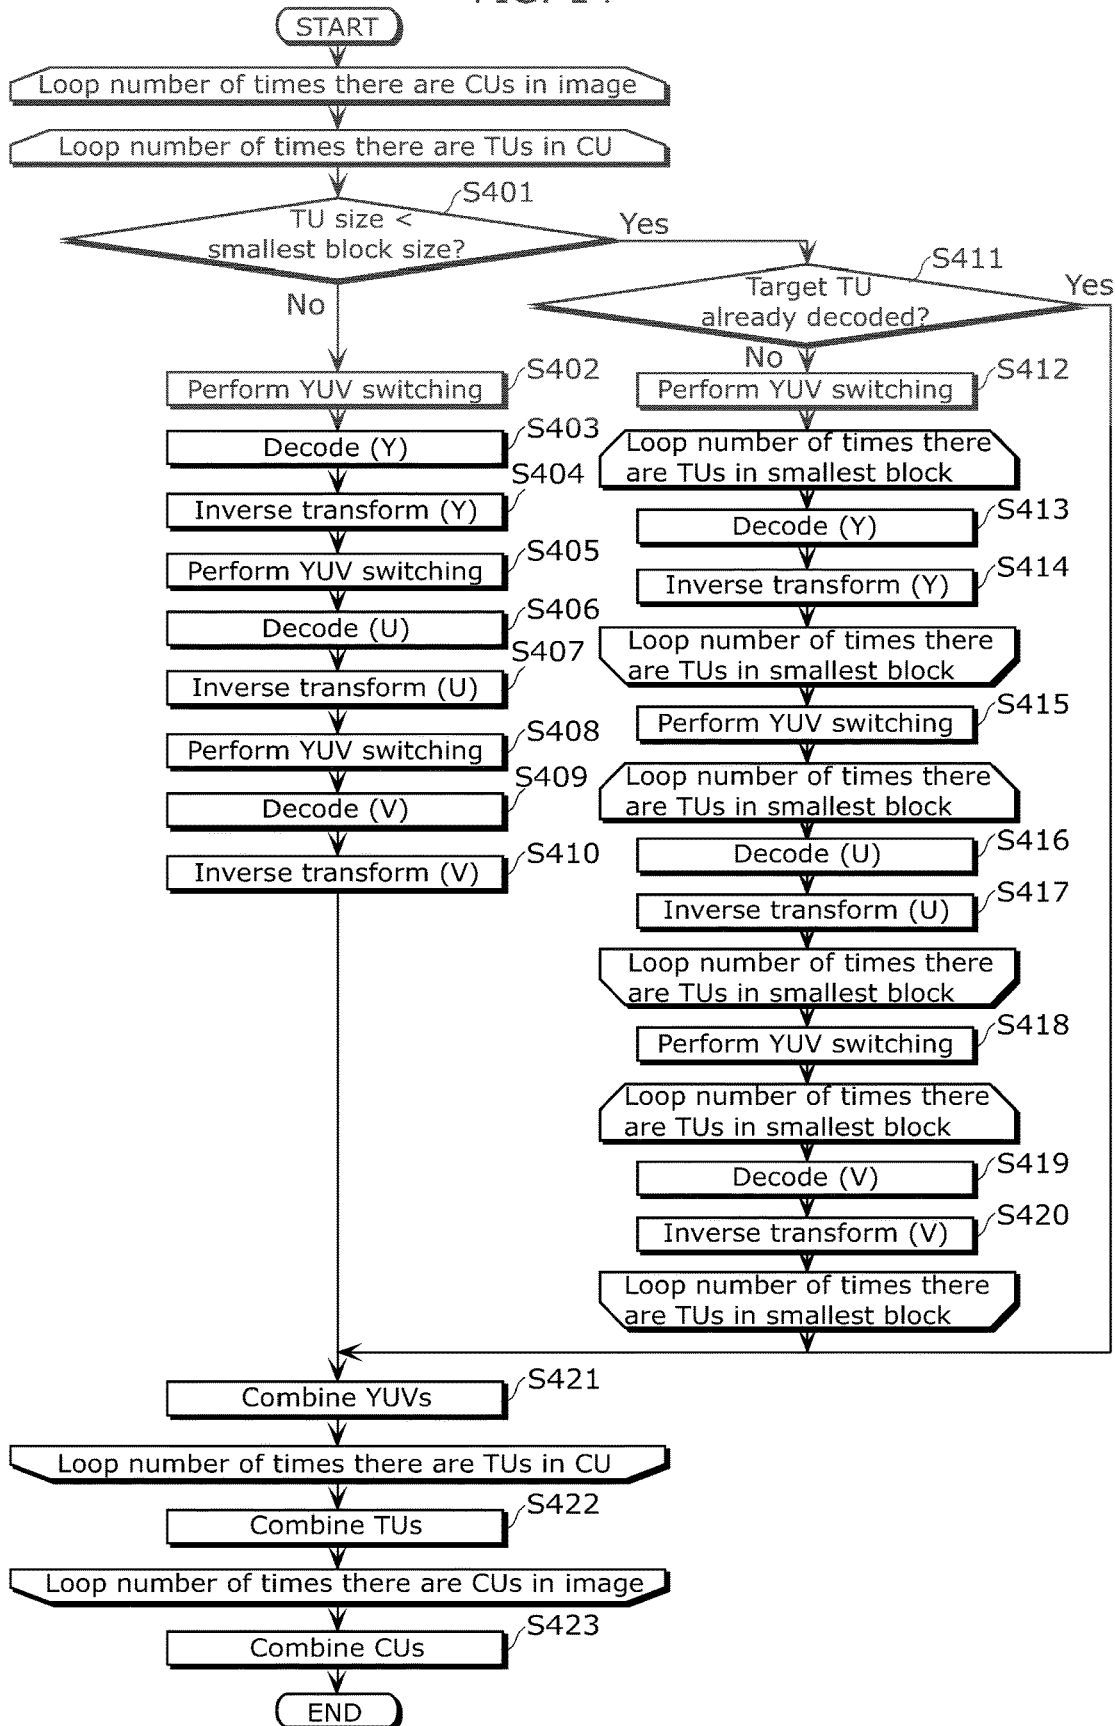 START
Loop number of times there are CUs in image
Loop number of times there are TUs in CU
S401
TU size <
smallest block size?
Yes
No
S411
Target TU
already decoded?
Yes
No
S402
Perform YUV switching
S403
Decode (Y)
S404
Inverse transform (Y)
S405
Perform YUV switching
S406
Decode (U)
S407
Inverse transform (U)
S408
Perform YUV switching
S409
Decode (V)
S410
Inverse transform (V)
S412
Perform YUV switching
Loop number of times there
are TUs in smallest block
S413
Decode (Y)
S414
Inverse transform (Y)
Loop number of times there
are TUs in smallest block
S415
Perform YUV switching
Loop number of times there
are TUs in smallest block
S416
Decode (U)
S417
Inverse transform (U)
Loop number of times there
are TUs in smallest block
S418
Perform YUV switching
Loop number of times there
are TUs in smallest block
S419
Decode (V)
S420
Inverse transform (V)
Loop number of times there
are TUs in smallest block
S421
Combine YUVs
Loop number of times there are TUs in CU
S422
Combine TUs
Loop number of times there are CUs in image
S423
Combine CUs
END